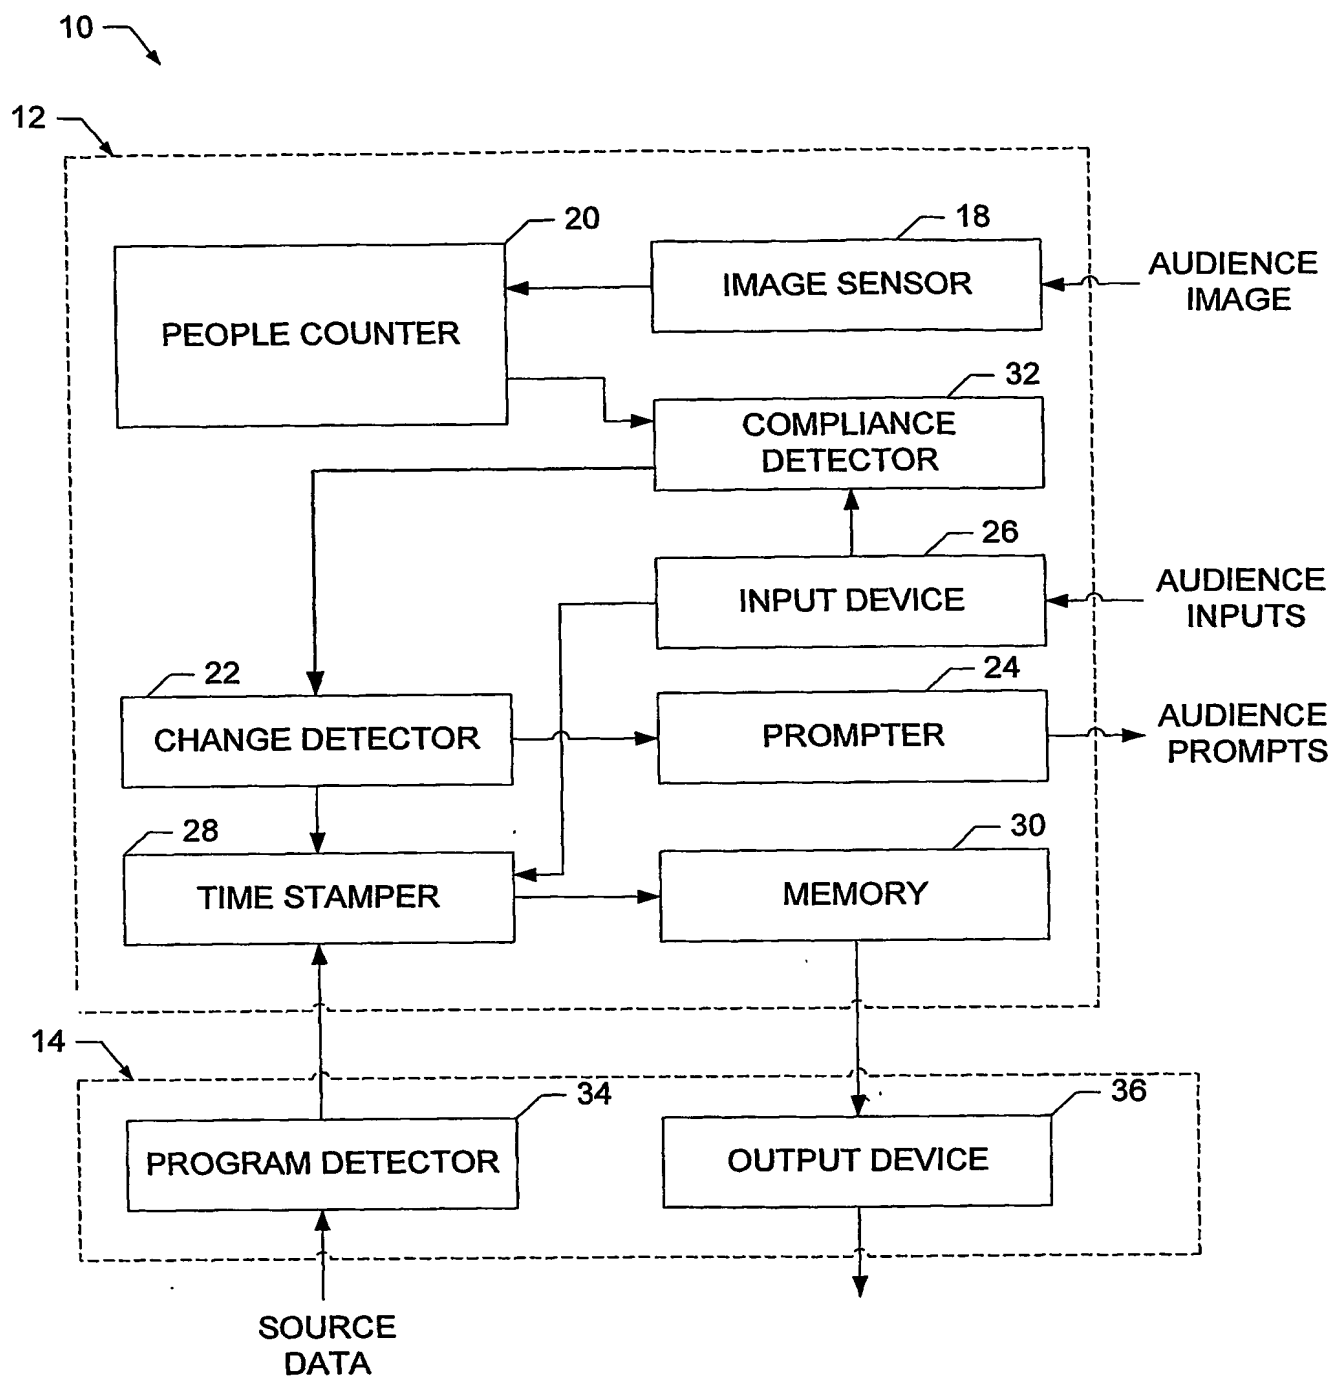 10
12
20
18
IMAGE SENSOR
AUDIENCE
IMAGE
PEOPLE COUNTER
32
COMPLIANCE
DETECTOR
26
INPUT DEVICE
AUDIENCE
INPUTS
22
CHANGE DETECTOR
24
PROMPTER
AUDIENCE
PROMPTS
28
TIME STAMPER
30
MEMORY
14
34
PROGRAM DETECTOR
36
OUTPUT DEVICE
SOURCE
DATA